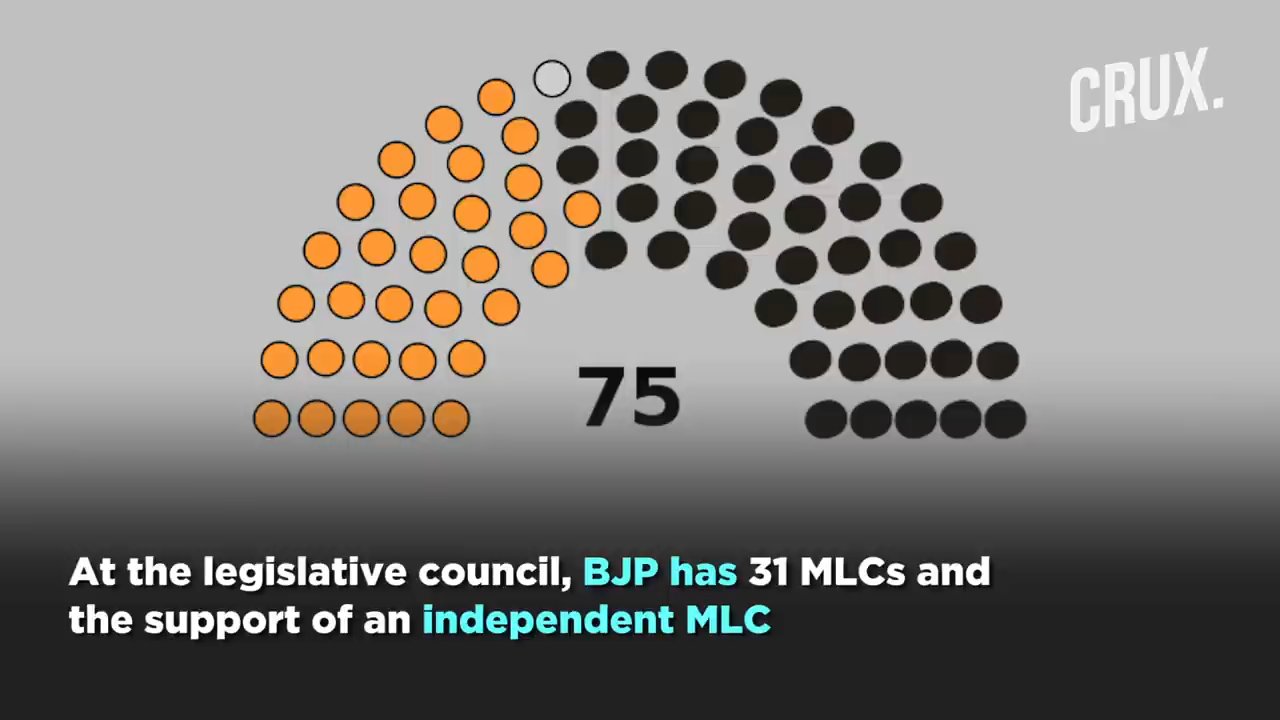 CRUX.
75
At the legislative council, BJP has 31 MLCs and
the support of an independent MLC